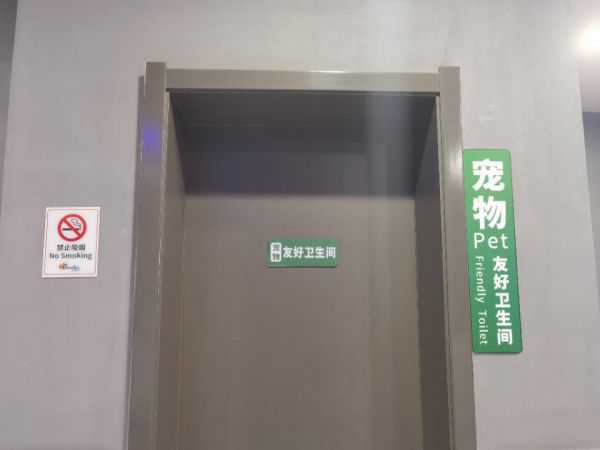 禁止吸烟
No Smoking
宠物 友好卫生间
宠物
Pet
友好卫生间
Friendly Toilet